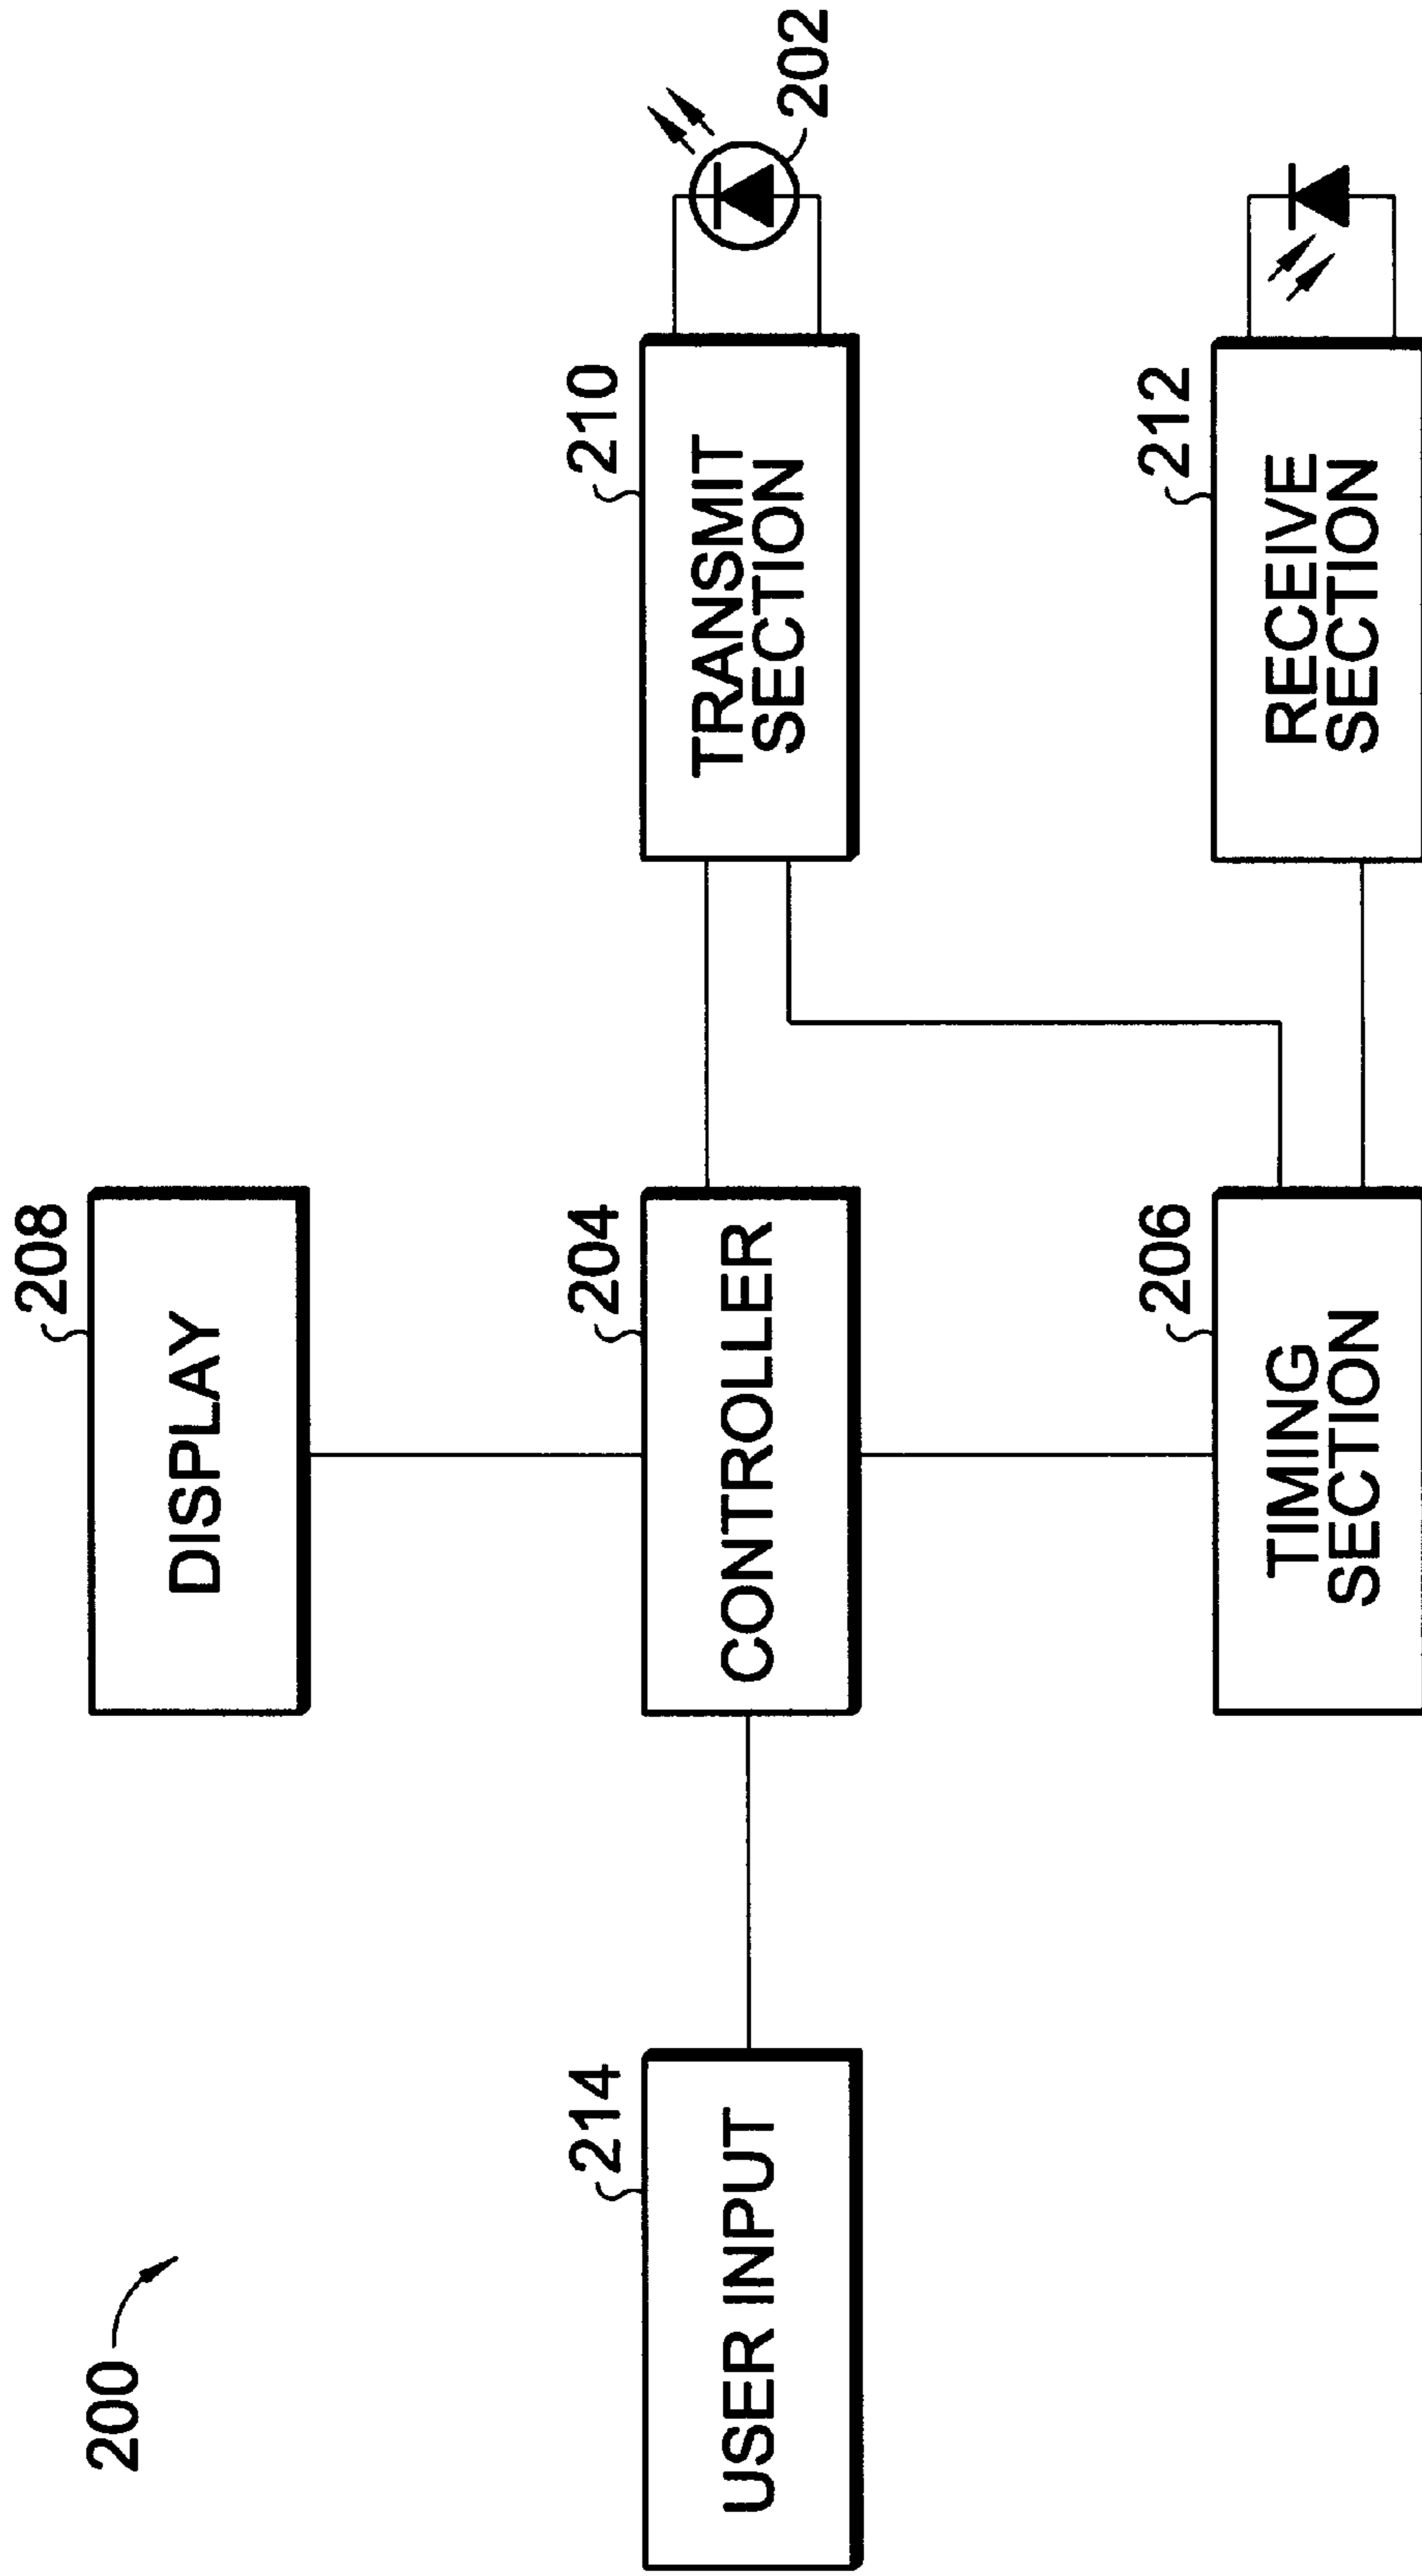 200
208
DISPLAY
214
USER INPUT
204
CONTROLLER
210
TRANSMIT
SECTION
202
206
TIMING
SECTION
212
RECEIVE
SECTION